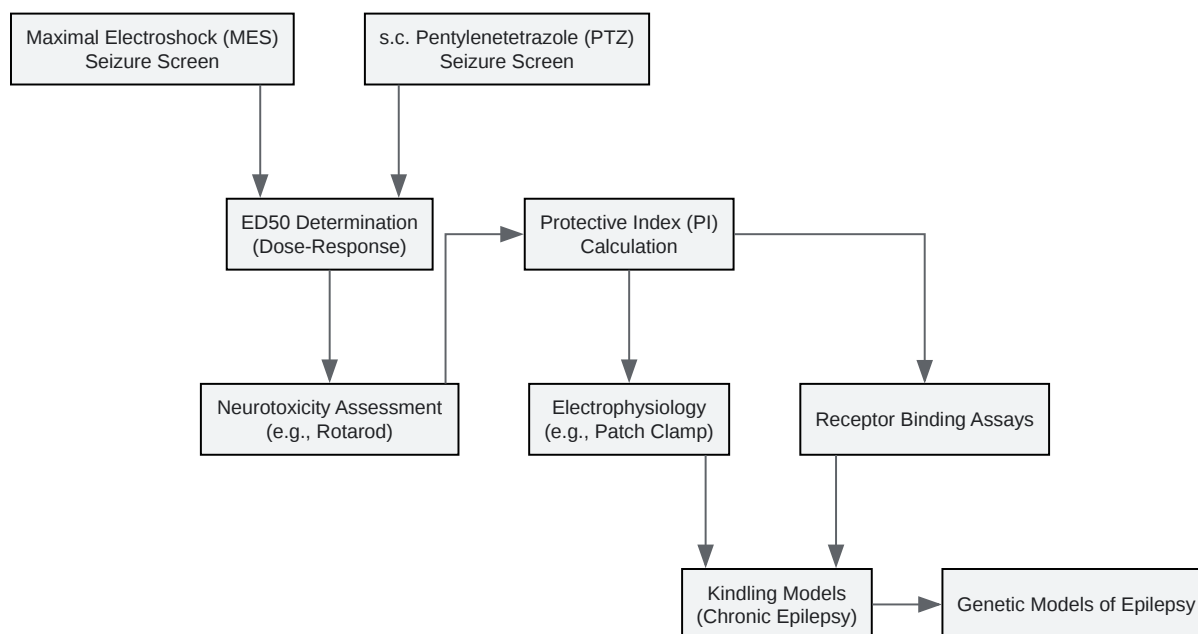 Maximal Electroshock (MES)
Seizure Screen
s.c. Pentylenetetrazole (PTZ)
Seizure Screen
ED50 Determination
(Dose-Response)
Protective Index (PI)
Calculation
Neurotoxicity Assessment
(e.g., Rotarod)
Electrophysiology
(e.g., Patch Clamp)
Receptor Binding Assays
Kindling Models
(Chronic Epilepsy)
Genetic Models of Epilepsy